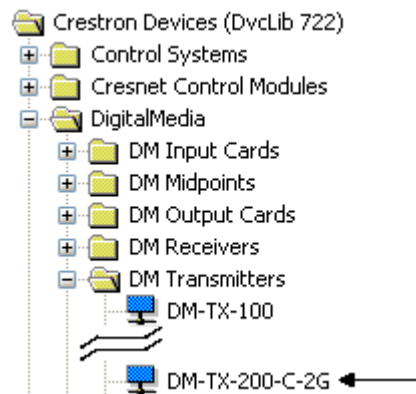 Crestron Devices (DvcLib 722)
Control Systems
Cresnet Control Modules
DigitalMedia
DM Input Cards
DM Midpoints
DM Output Cards
DM Receivers
DM Transmitters
DM-TX-100
DM-TX-200-C-2G